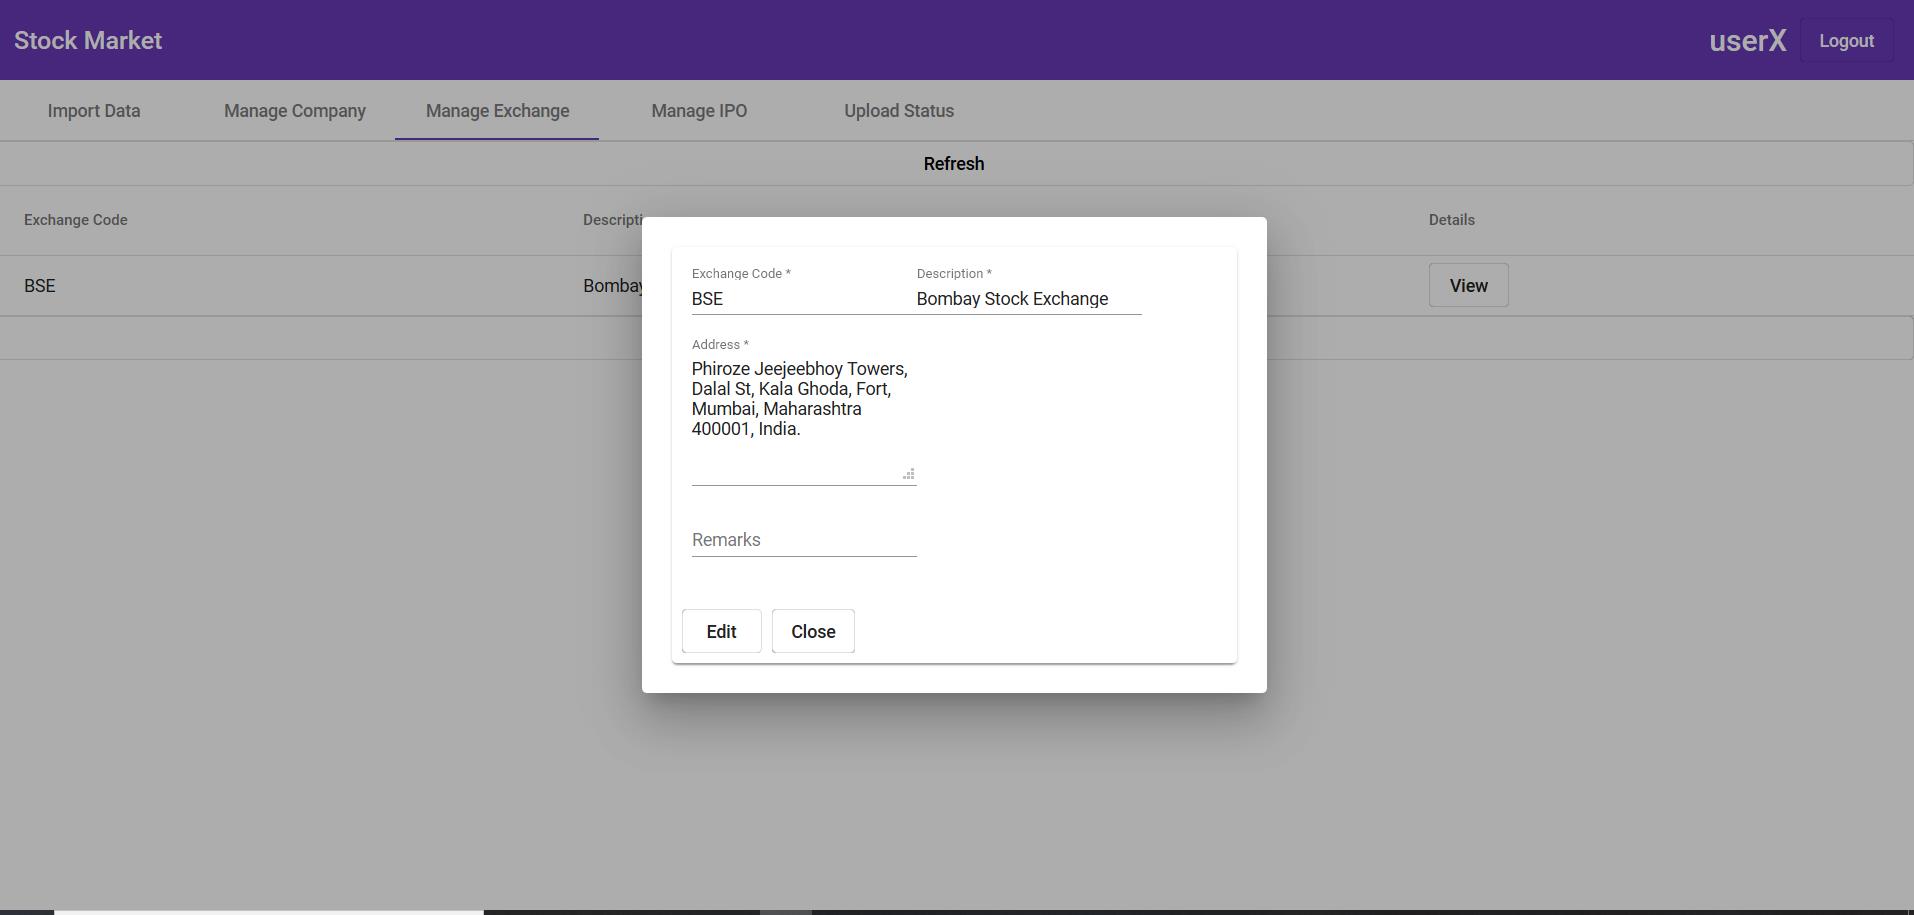 Stock Market
userX
Logout
Import Data
Manage Company
Manage Exchange
Manage IPO
Upload Status
Refresh
Exchange Code
Descripti
Details
BSE
Bombay
View
Exchange Code *
Description *
BSE
Bombay Stock Exchange
Address *
Phiroze Jeejeebhoy Towers,
Dalal St, Kala Ghoda, Fort,
Mumbai, Maharashtra
400001, India.
Remarks
Edit
Close